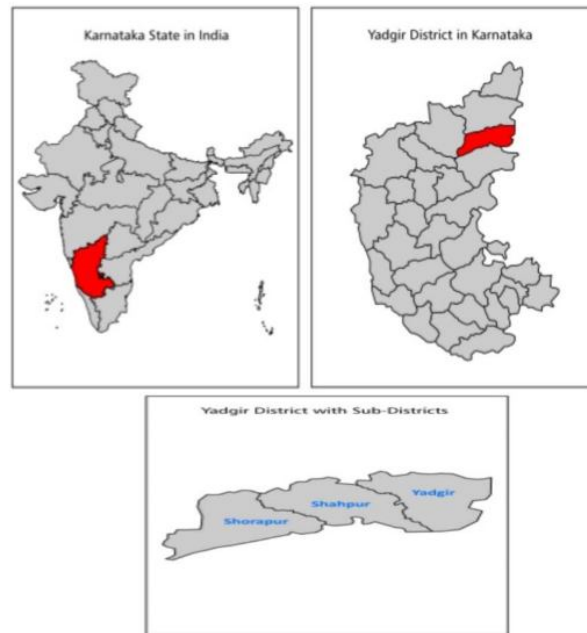 Karnataka State in India
Yadgir District in Karnataka
Yadgir District with Sub-Districts
Yadgir
Shahpur
Shorapur